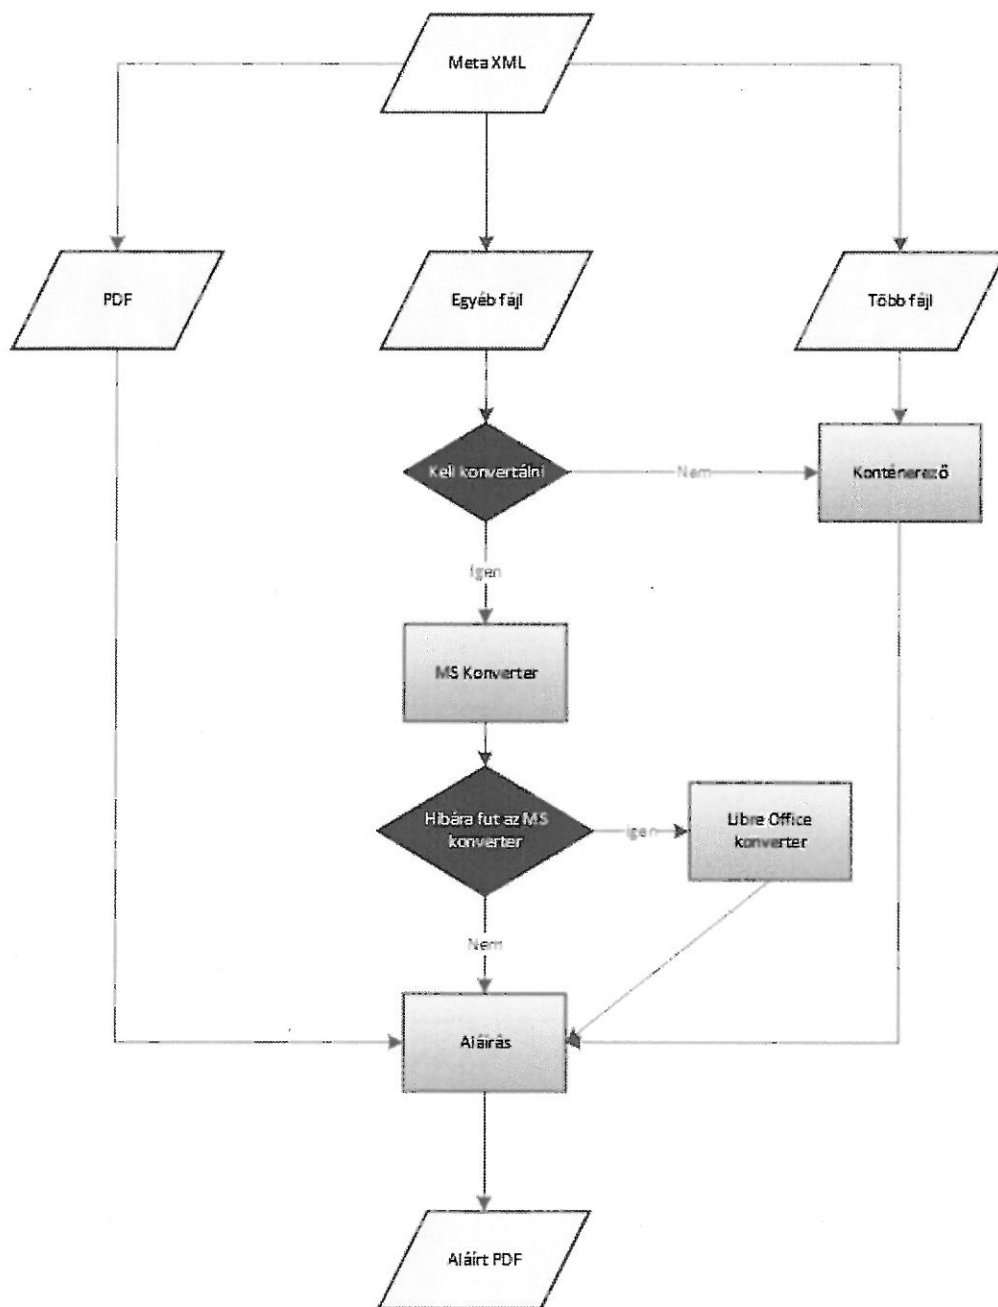 Meta XML
PDF
Egyéb fájl
Több fájl
Kell konvertálni
Nem
Konténerező
Igen
MS Konverter
Hibára fut az MS
konverter
Igen
Libre Office
konverter
Nem
Aláírás
Aláírt PDF